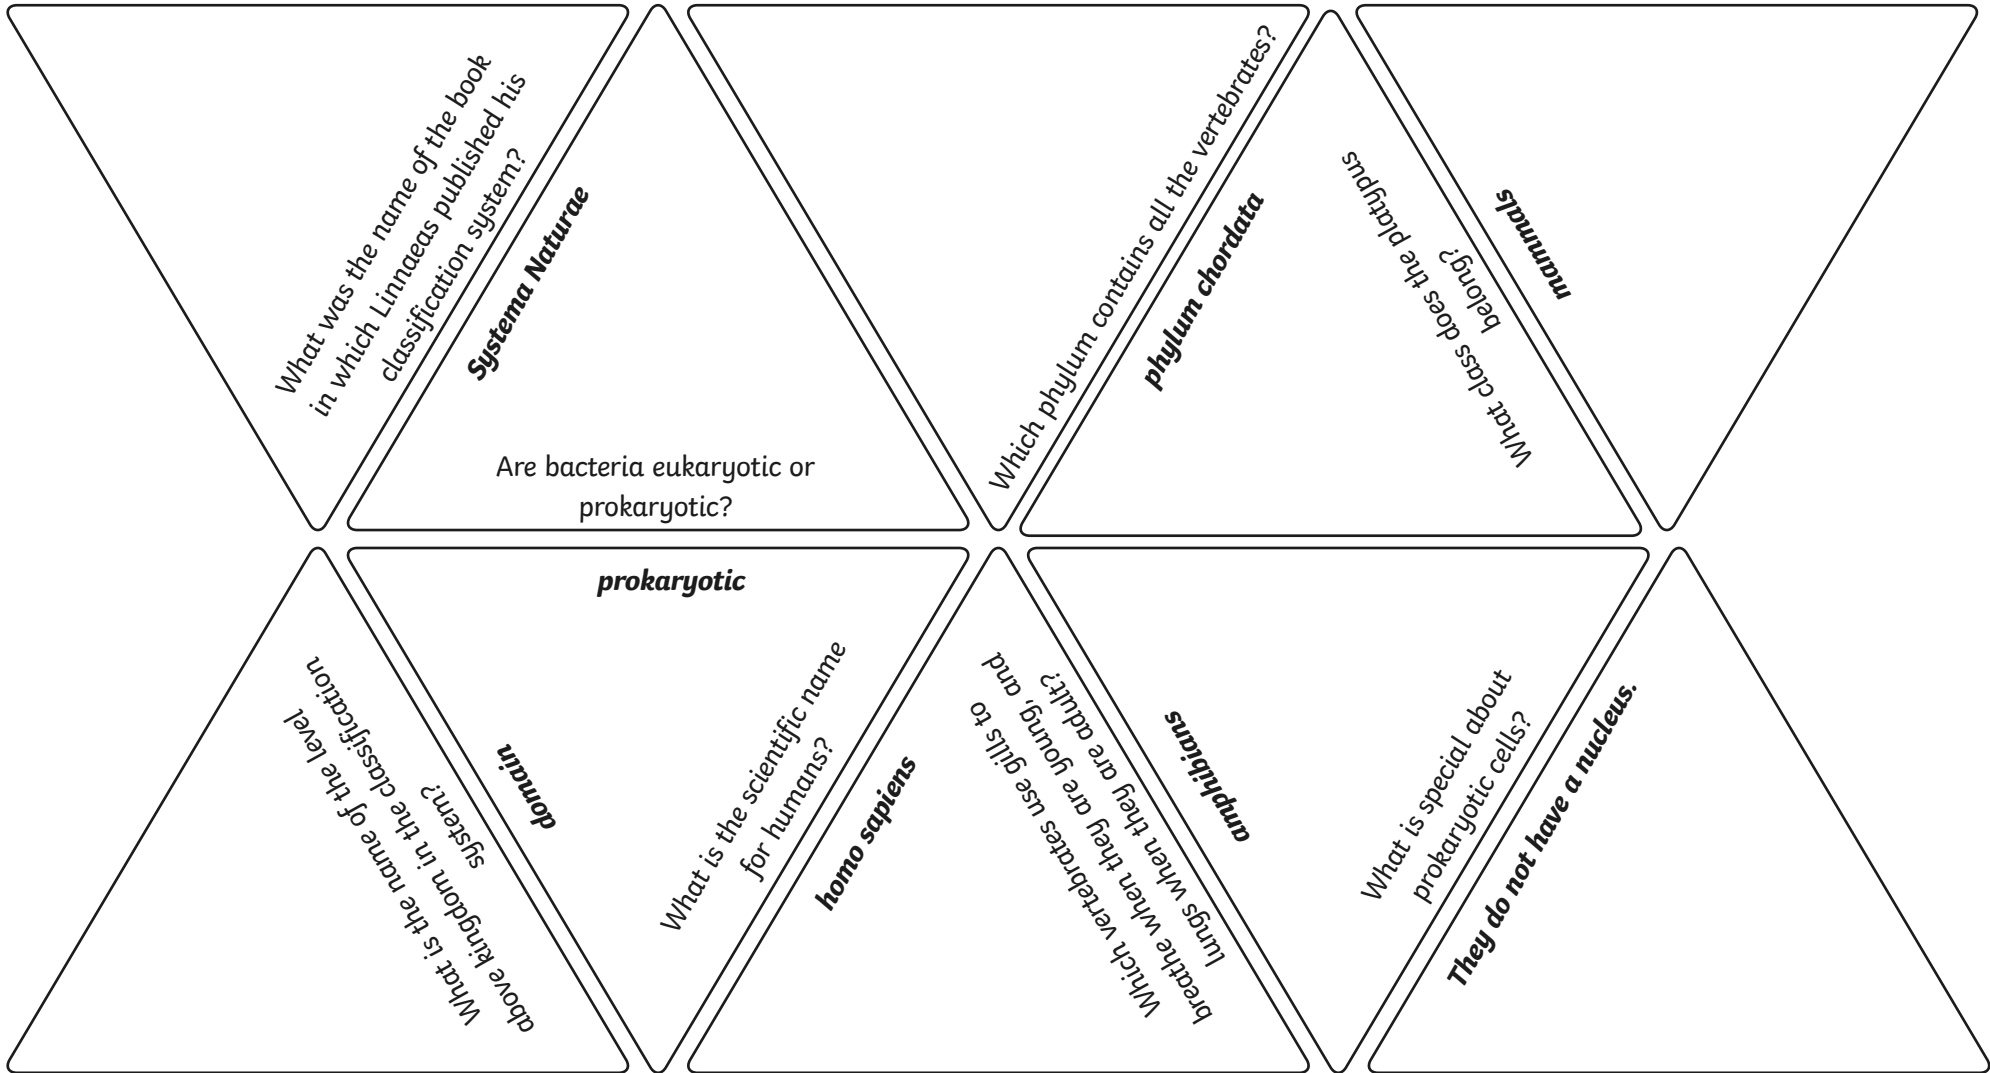 What was the name of the book
in which Linnaeas published his
classification system?
Systema Naturae
Are bacteria eukaryotic or
prokaryotic?
Which phylum contains all the vertebrates?
phylum chordata
What class does the platypus
belong?
mammals
What is the name of the level
above kingdom in the classification
system?
domain
prokaryotic
What is the scientific name
for humans?
homo sapiens
Which vertebrates use gills to
breathe when they are young, and
lungs when they are adult?
amphibians
What is special about
prokaryotic cells?
They do not have a nucleus.